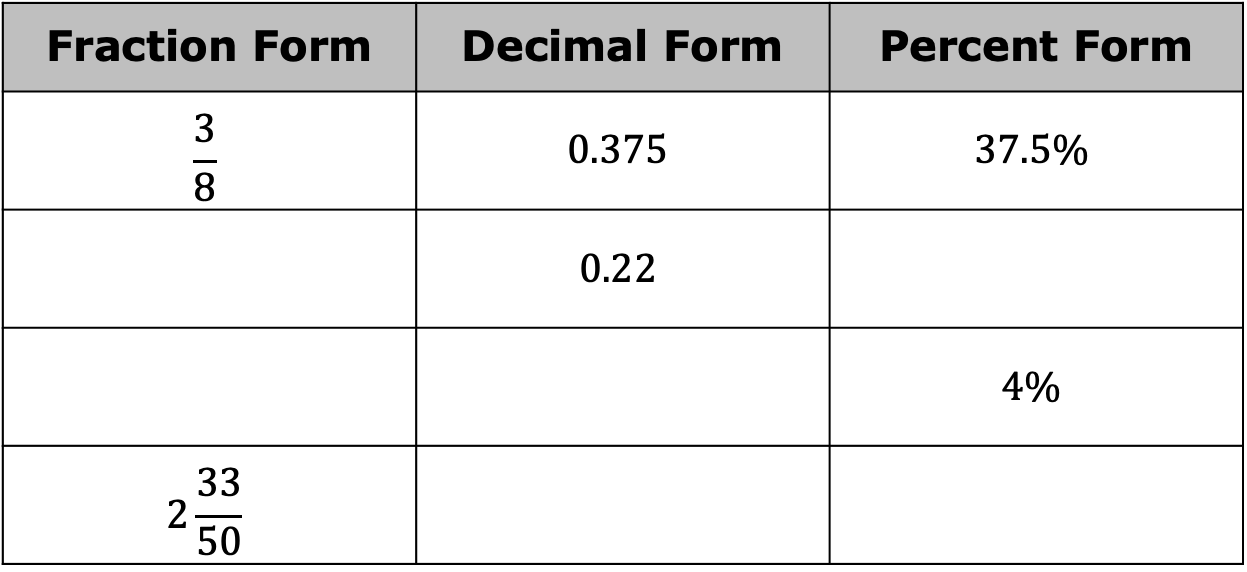 Fraction Form Decimal Form Percent Form
3/8 0.375 37.5%
0.22
4%
2 33/50